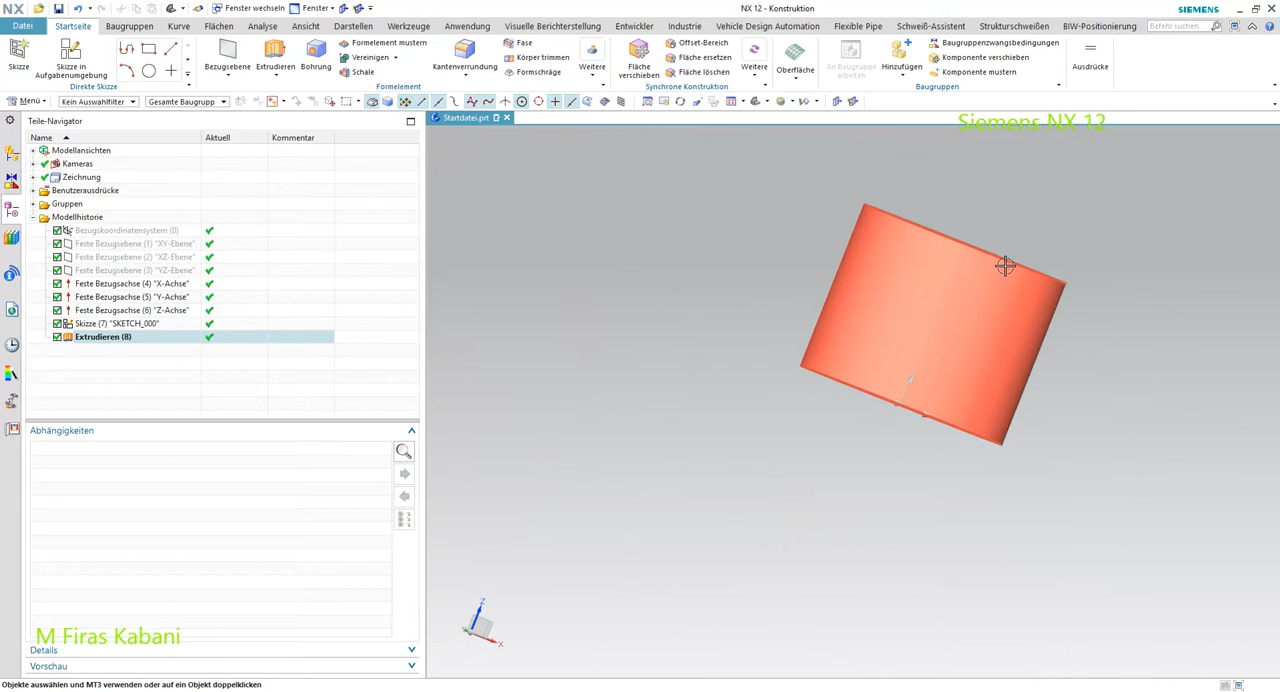 NX Fenster wechseln Fenster NX 12 - Konstruktion SIEMENS
Datei Startseite Baugruppen Kurve Flächen Analyse Ansicht Darstellen Werkzeuge Anwendung Visuelle Berichterstellung Entwickler Industrie Vehicle Design Automation Flexible Pipe Schweiß-Assistent Strukturschweißen BIW-Positionierung Befehl suchen
Skizze
Skizze in Aufgabenumgebung
Direkte Skizze
Bezugsebene
Extrudieren
Bohrung
Formelement mustern
Vereinigen
Schale
Kantenverrundung
Fase
Körper trimmen
Formschräge
Weitere
Formelement
Fläche verschieben
Offset-Bereich
Fläche ersetzen
Fläche löschen
Weitere
Synchrone Konstruktion
Oberfläche
An Baugruppe arbeiten
Hinzufügen
Baugruppenzwangsbedingungen
Komponente verschieben
Komponente mustern
Baugruppen
Ausdrücke
Menü Kein Auswahlfilter Gesamte Baugruppe
Teile-Navigator
Startdatei.prt
Siemens NX 12
Name Aktuell Kommentar
Modellansichten
Kameras
Zeichnung
Benutzerausdrücke
Gruppen
Modellhistorie
Bezugskoordinatensystem (0)
Feste Bezugsebene (1) "XY-Ebene"
Feste Bezugsebene (2) "XZ-Ebene"
Feste Bezugsebene (3) "YZ-Ebene"
Feste Bezugsachse (4) "X-Achse"
Feste Bezugsachse (5) "Y-Achse"
Feste Bezugsachse (6) "Z-Achse"
Skizze (7) "SKETCH_000"
Extrudieren (8)
Abhängigkeiten
Z
X
M Firas Kabani
Details
Vorschau
Objekte auswählen und MT3 verwenden oder auf ein Objekt doppelklicken